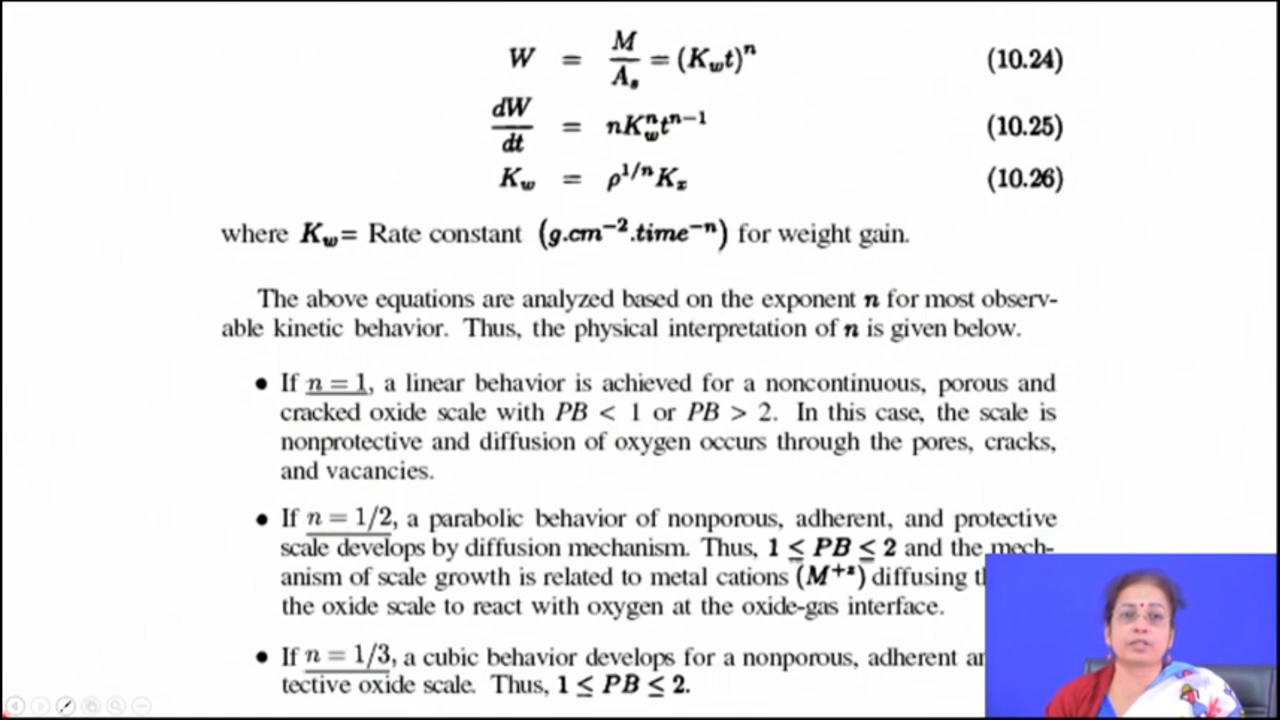 W = M/A_s = (K_w t)^n (10.24)
dW/dt = nK_w^n t^{n-1} (10.25)
K_w = ρ^{1/n} K_x (10.26)
where K_w = Rate constant (g.cm^{-2}.time^{-n}) for weight gain.
The above equations are analyzed based on the exponent n for most observ-
able kinetic behavior. Thus, the physical interpretation of n is given below.
• If n = 1, a linear behavior is achieved for a noncontinuous, porous and
cracked oxide scale with PB < 1 or PB > 2. In this case, the scale is
nonprotective and diffusion of oxygen occurs through the pores, cracks,
and vacancies.
• If n = 1/2, a parabolic behavior of nonporous, adherent, and protective
scale develops by diffusion mechanism. Thus, 1 ≤ PB ≤ 2 and the mech-
anism of scale growth is related to metal cations (M^{+z}) diffusing
the oxide scale to react with oxygen at the oxide-gas interface.
• If n = 1/3, a cubic behavior develops for a nonporous, adherent
tective oxide scale. Thus, 1 ≤ PB ≤ 2.